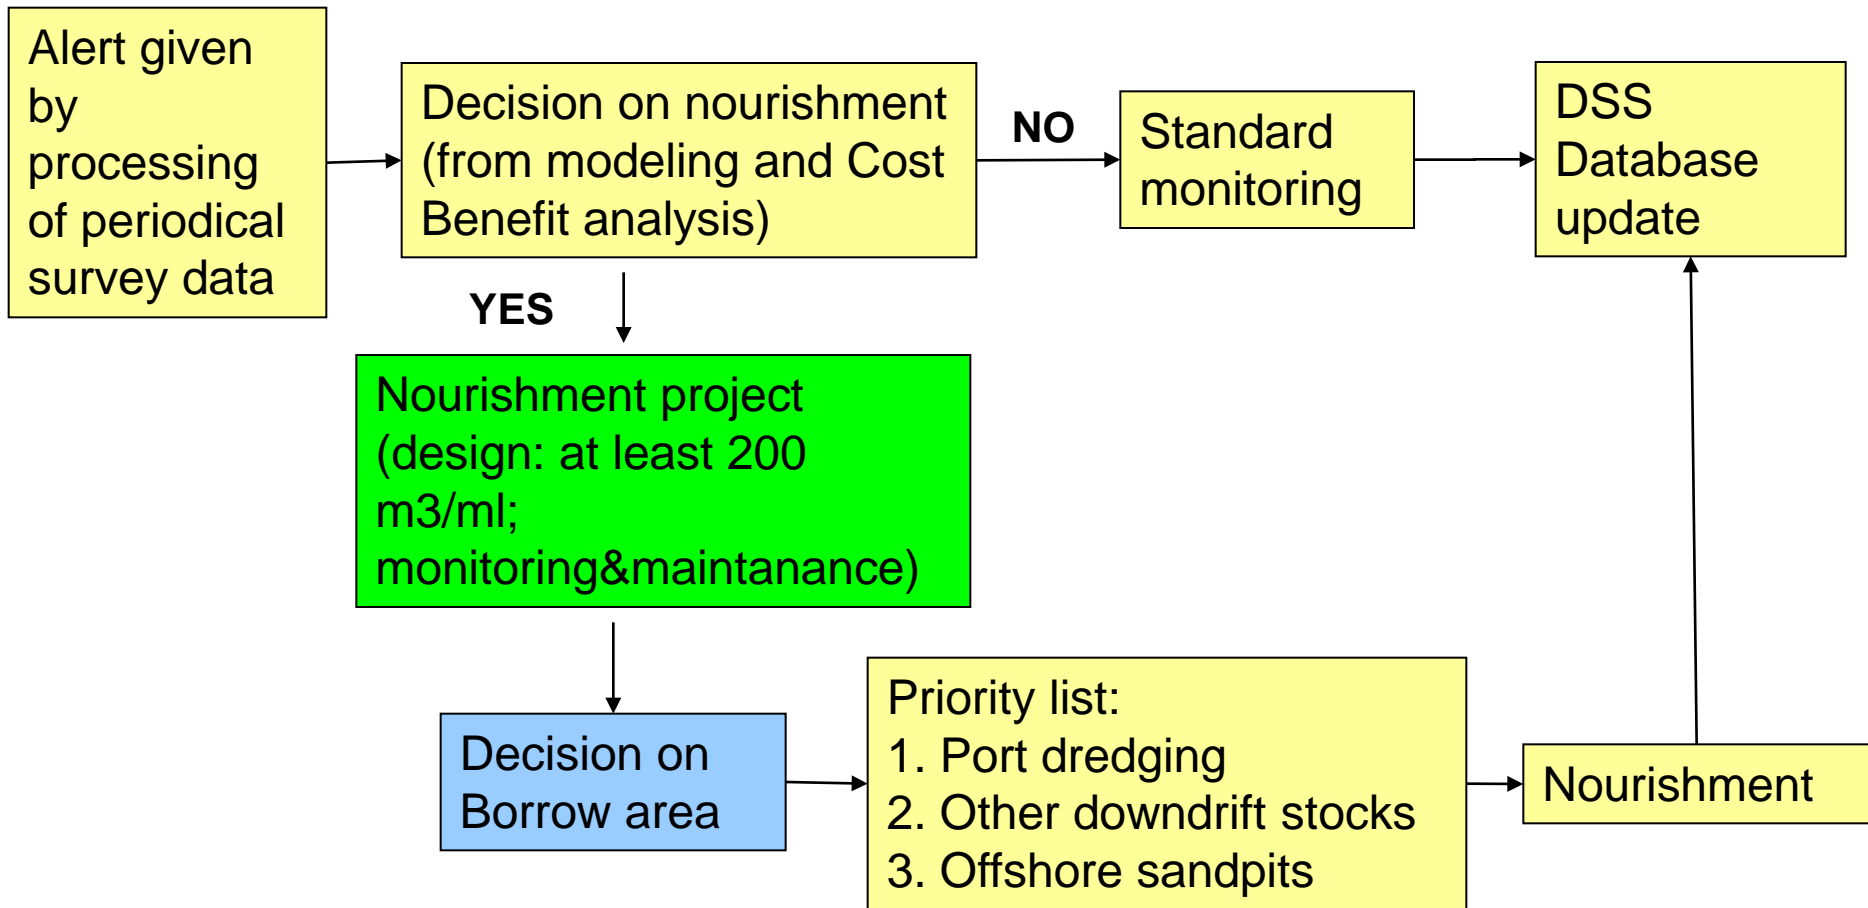 Alert given
by
processing
of periodical
survey data
Decision on nourishment
(from modeling and Cost
Benefit analysis)
NO
Standard
monitoring
DSS
Database
update
YES
Nourishment project
(design: at least 200
m3/ml;
monitoring&maintanance)
Decision on
Borrow area
Priority list:
1. Port dredging
2. Other downdrift stocks
3. Offshore sandpits
Nourishment